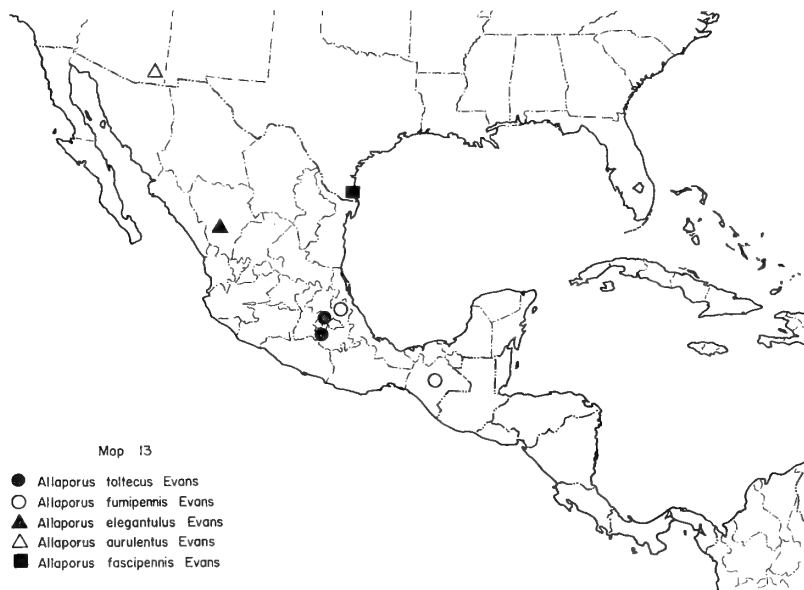 Map 13
Allaporus toltecus Evans
Allaporus fumipennis Evans
Allaporus elegantulus Evans
Allaporus aurulentus Evans
Allaporus fascipennis Evans